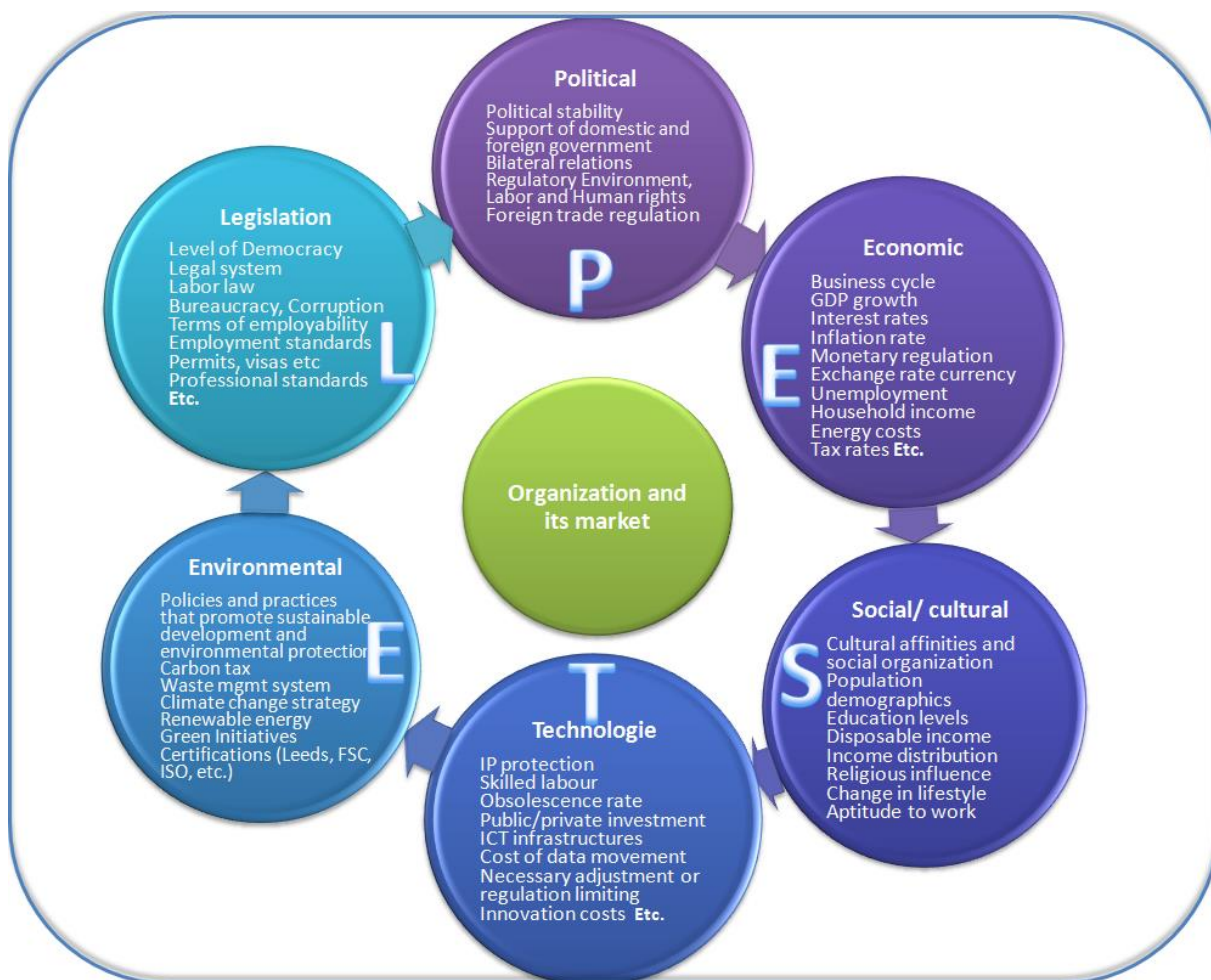 Political
Political stability
Support of domestic and
foreign government
Bilateral relations
Regulatory Environment,
Labor and Human rights
Foreign trade regulation
P
Economic
Business cycle
GDP growth
Interest rates
Inflation rate
Monetary regulation
Exchange rate currency
Unemployment
Household income
Energy costs
Tax rates Etc.
E
Social/ cultural
Cultural affinities and
social organization
Population
demographics
Education levels
Disposable income
Income distribution
Religious influence
Change in lifestyle
Aptitude to work
S
T
Technologie
IP protection
Skilled labour
Obsolescence rate
Public/private investment
ICT infrastructures
Cost of data movement
Necessary adjustment or
regulation limiting
Innovation costs Etc.
Environmental
Policies and practices
that promote sustainable
development and
environmental protection
Carbon tax
Waste mgmt system
Climate change strategy
Renewable energy
Green Initiatives
Certifications (Leeds, FSC,
ISO, etc.)
E
Legislation
Level of Democracy
Legal system
Labor law
Bureaucracy, Corruption
Terms of employability
Employment standards
Permits, visas etc
Professional standards
Etc.
L
Organization and
its market